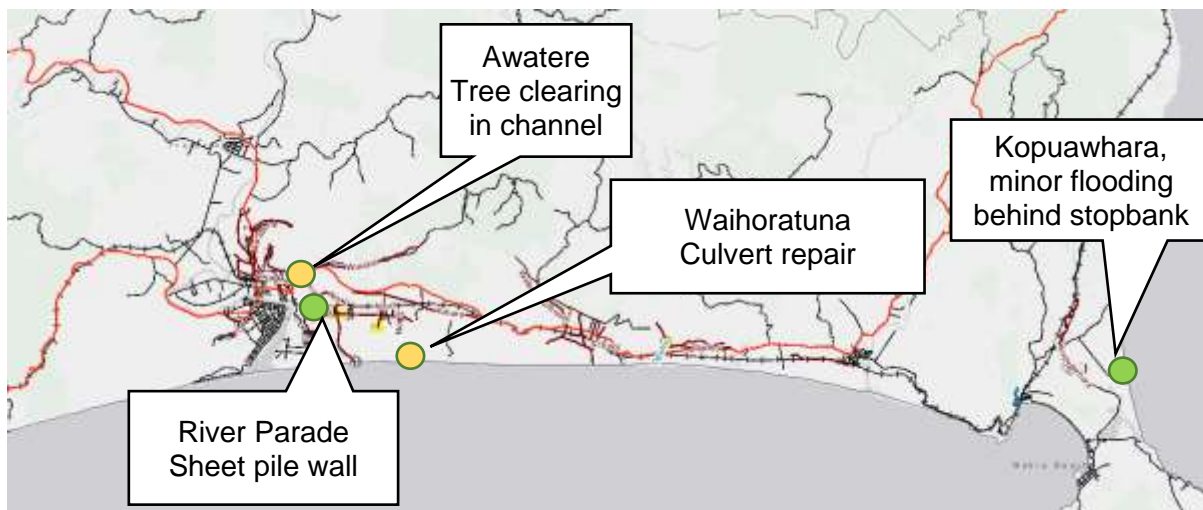 Awatere
Tree clearing
in channel
Kopuawhara,
minor flooding
behind stopbank
Waihoratuna
Culvert repair
River Parade
Sheet pile wall